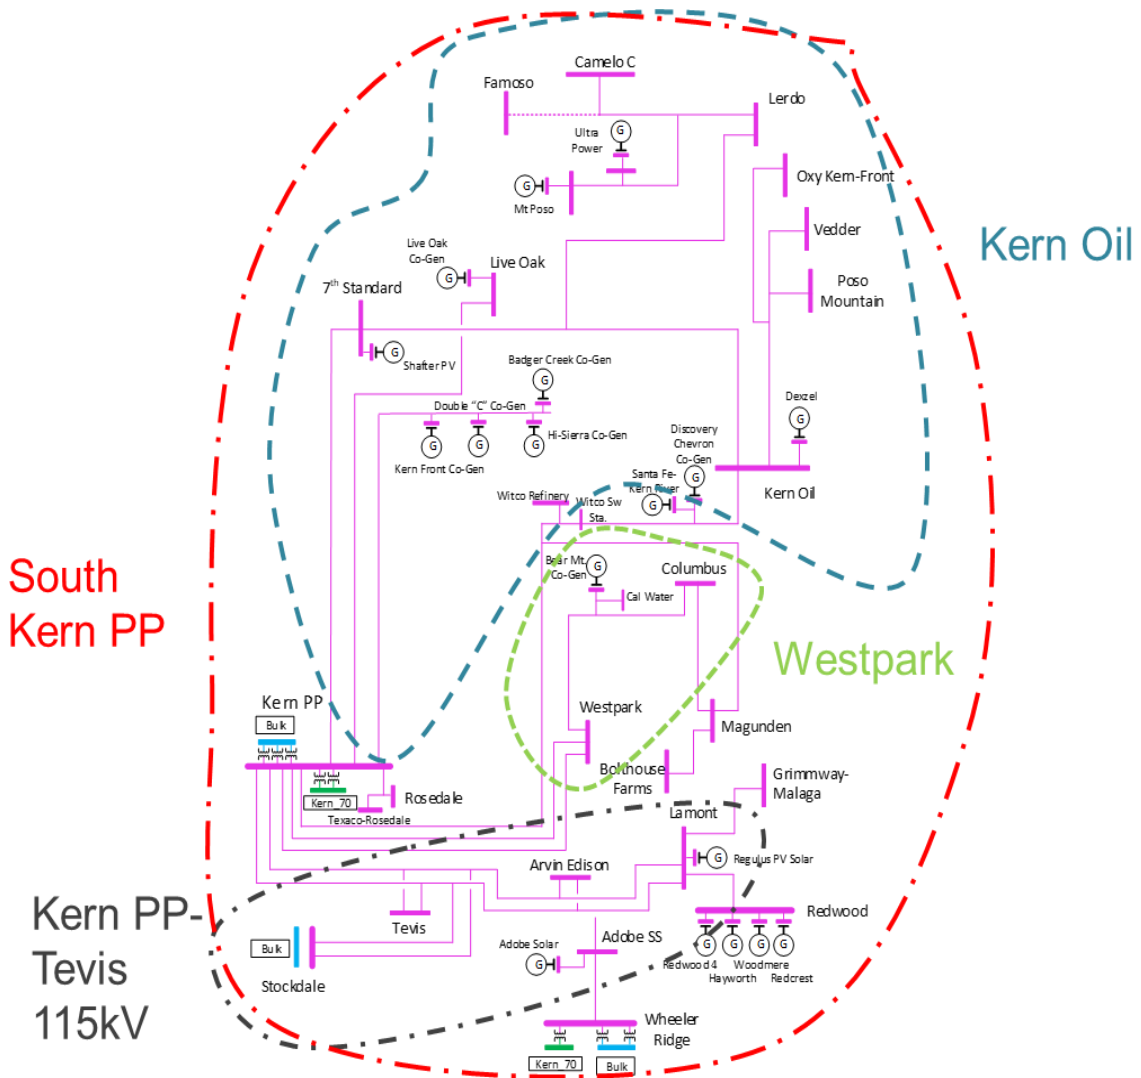 Camelo C
Famoso
Lerdo
Ultra
Power
G
Oxy Kern-Front
G
Mt Poso
Vedder
Kern Oil
Live Oak
Co-Gen
G
Live Oak
Poso
Mountain
7th Standard
G
Shafter PV
Badger Creek Co-Gen
G
Dexzel
G
Double "C" Co-Gen
G
G
G
Hi-Sierra Co-Gen
Kern Front Co-Gen
Discovery
Chevron
Co-Gen
G
Santa Fe-
Kern River
G
Kern Oil
Witco Refinery
Witco Sw
Sta.
South
Kern PP
Bear Mt.
Co-Gen
G
Columbus
Cal Water
Westpark
Kern PP
Bulk
Westpark
Magunden
Bolthouse
Farms
Grimmway-
Malaga
Kern_70
Rosedale
Texaco-Rosedale
Lamont
G
Regulus PV Solar
Arvin Edison
Kern PP-
Tevis
115kV
Tevis
Redwood
G
G
G
G
Redwood 4
Woodmere
Hayworth
Redcrest
Bulk
Stockdale
Adobe Solar
G
Adobe SS
Wheeler
Ridge
Kern_70
Bulk